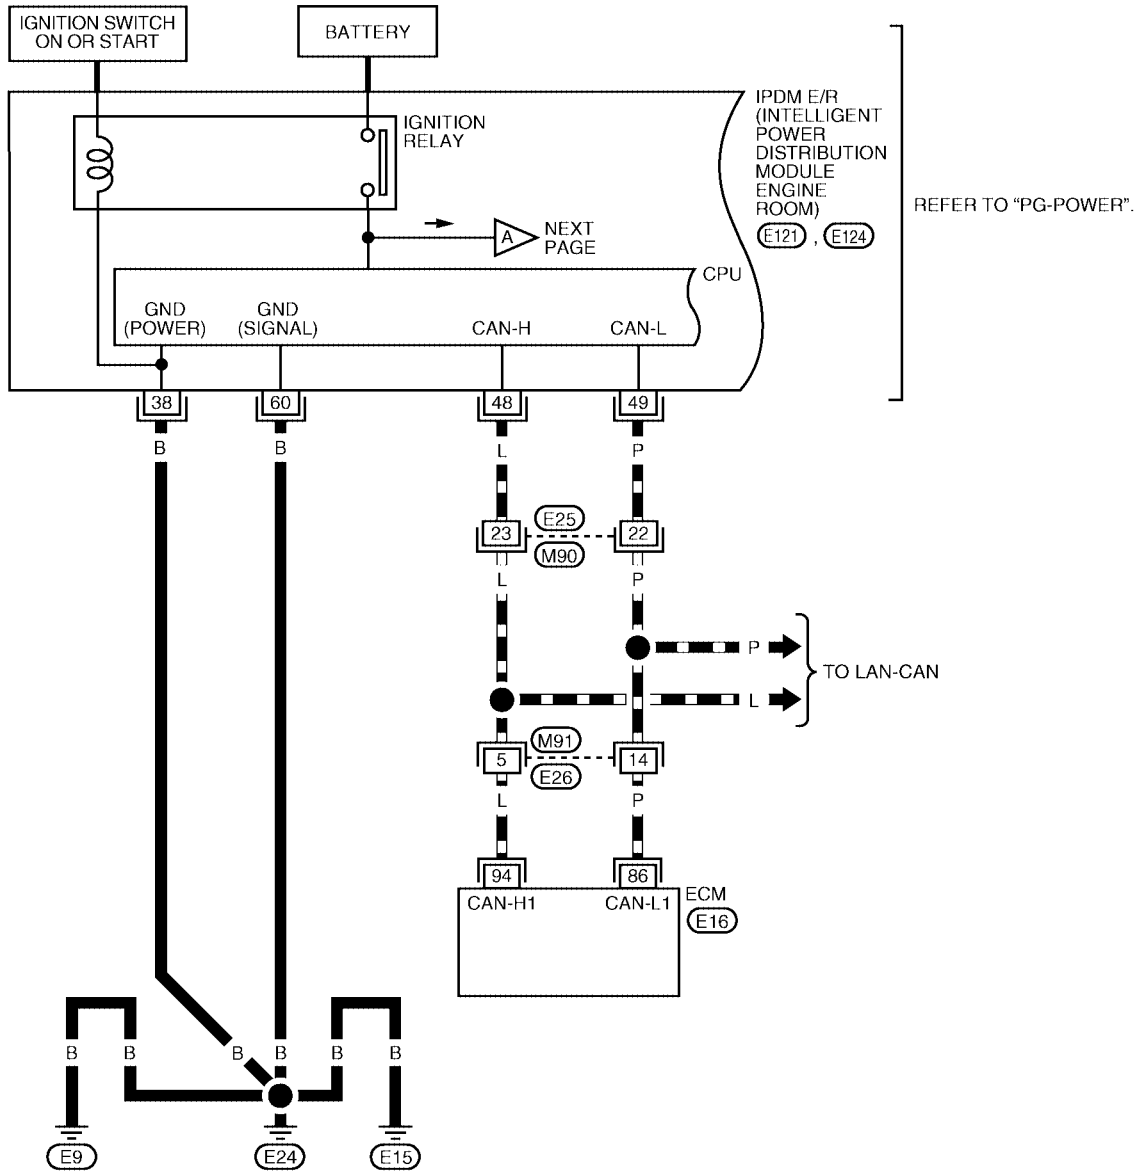 IGNITION SWITCH
ON OR START
BATTERY
IPDM E/R
(INTELLIGENT
POWER
DISTRIBUTION
MODULE
ENGINE
ROOM)
E121 , E124
REFER TO “PG-POWER”.
IGNITION
RELAY
A
NEXT
PAGE
CPU
GND
(POWER)
GND
(SIGNAL)
CAN-H
CAN-L
38
60
48
49
B
B
L
P
23
E25
22
M90
L
P
P
TO LAN-CAN
L
5
M91
14
E26
L
P
94
86
CAN-H1
CAN-L1
ECM
E16
B
B
B
B
B
B
E9
E24
E15